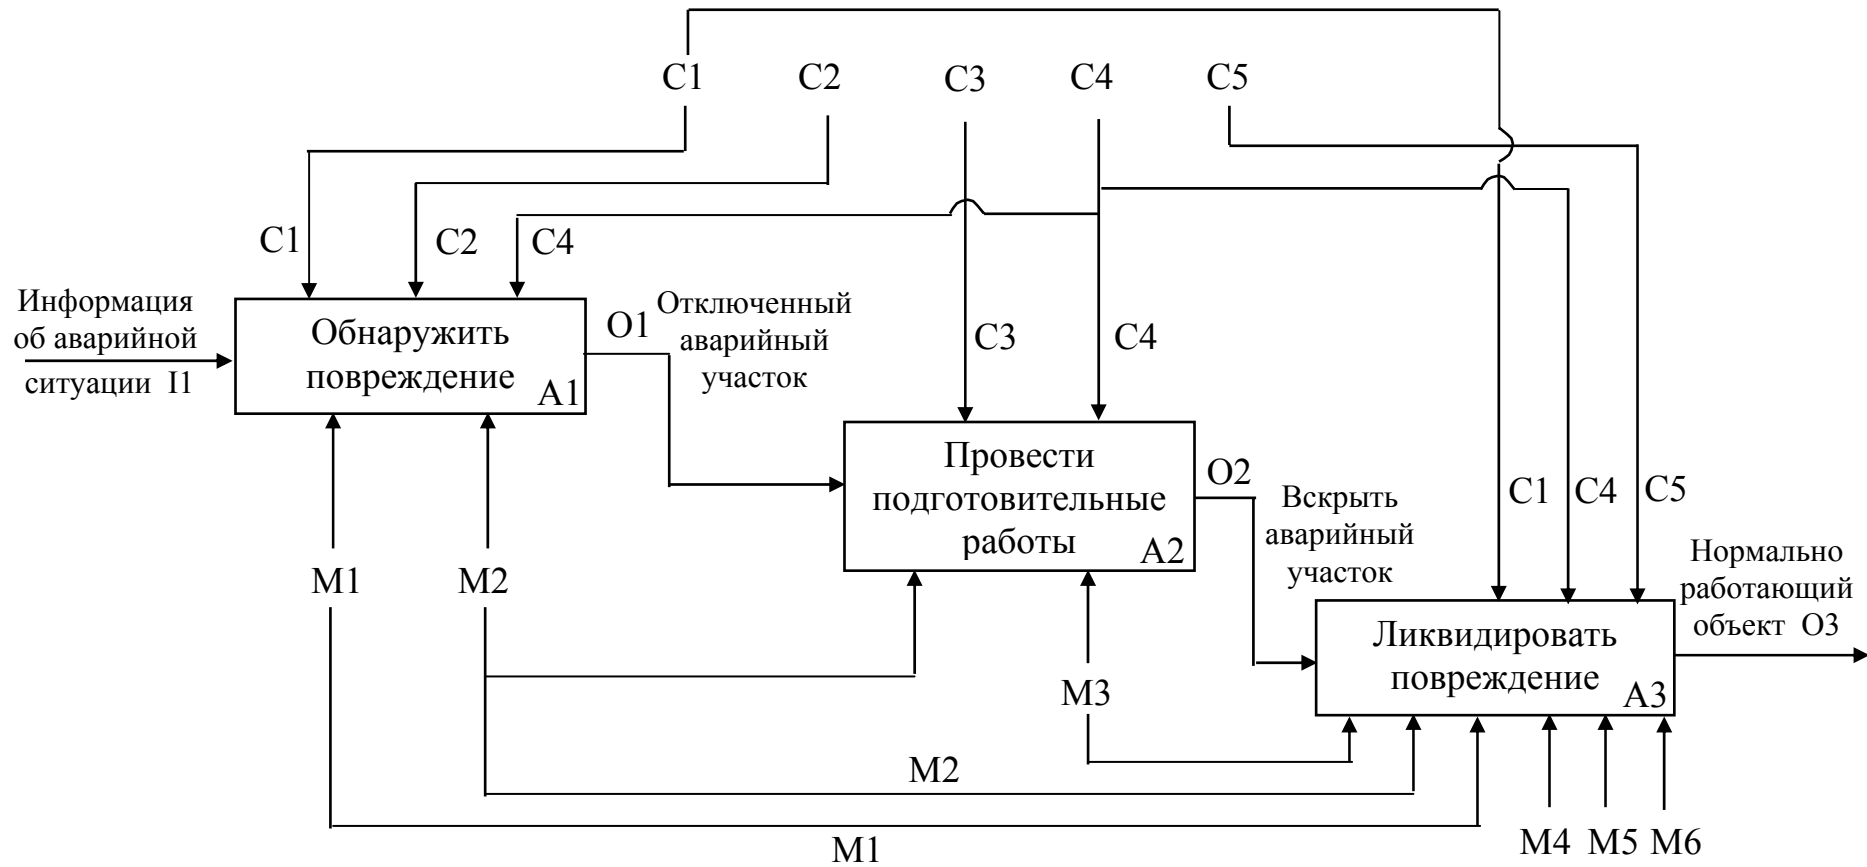 C1
C2
C3
C4
C5
C1
C2
C4
Информация
об аварийной
ситуации I1
Обнаружить
повреждение
A1
O1
Отключенный
аварийный
участок
C3
C4
Провести
подготовительные
работы
A2
O2
Вскрыть
аварийный
участок
C1
C4
C5
Нормально
работающий
объект O3
M1
M2
M3
Ликвидировать
повреждение
A3
M2
M1
M4
M5
M6